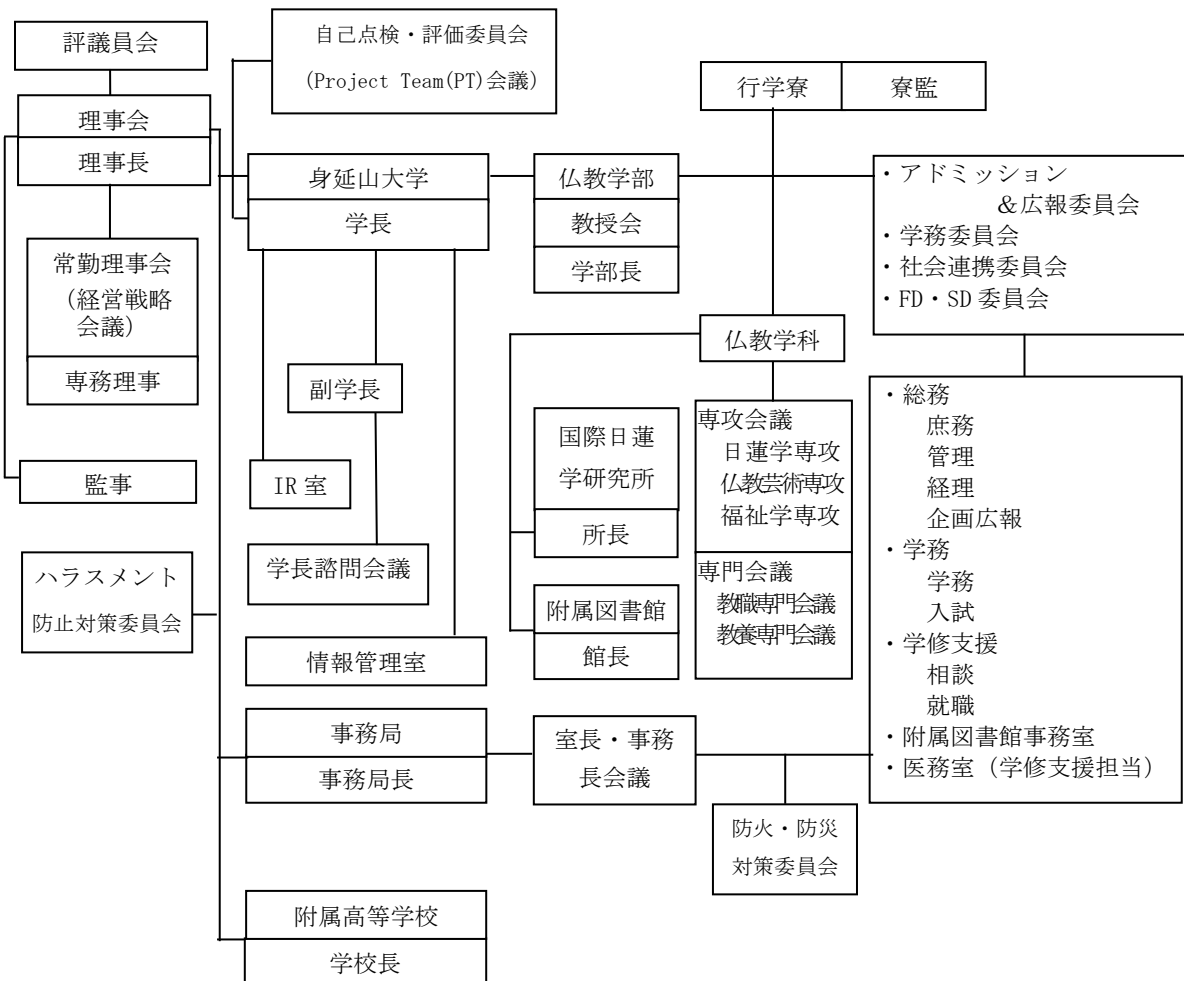 評議員会
理事会
理事長
常勤理事会
（経営戦略
会議）
専務理事
監事
ハラスメント
防止対策委員会
自己点検・評価委員会
(Project Team(PT)会議)
身延山大学
学長
副学長
IR 室
学長諮問会議
情報管理室
事務局
事務局長
附属高等学校
学校長
仏教学部
教授会
学部長
国際日蓮
学研究所
所長
附属図書館
館長
室長・事務
長会議
行学寮
寮監
仏教学科
専攻会議
日蓮学専攻
仏教芸術専攻
福祉学専攻
専門会議
教職専門会議
教養専門会議
防火・防災
対策委員会
・アドミッション
＆広報委員会
・学務委員会
・社会連携委員会
・FD・SD 委員会
・総務
庶務
管理
経理
企画広報
・学務
学務
入試
・学修支援
相談
就職
・附属図書館事務室
・医務室（学修支援担当）